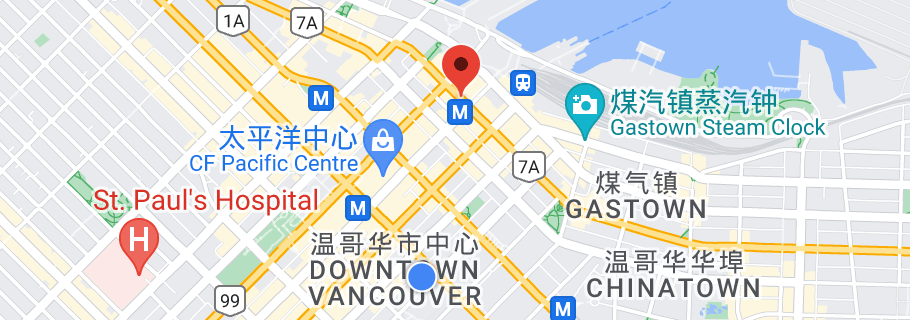 1A
7A
M
M
煤汽镇蒸汽钟
Gastown Steam Clock
太平洋中心
CF Pacific Centre
7A
煤气镇
GASTOWN
St. Paul's Hospital
M
H
温哥华市中心
DOWNTOWN
VANCOUVER
温哥华华埠
CHINATOWN
99
M